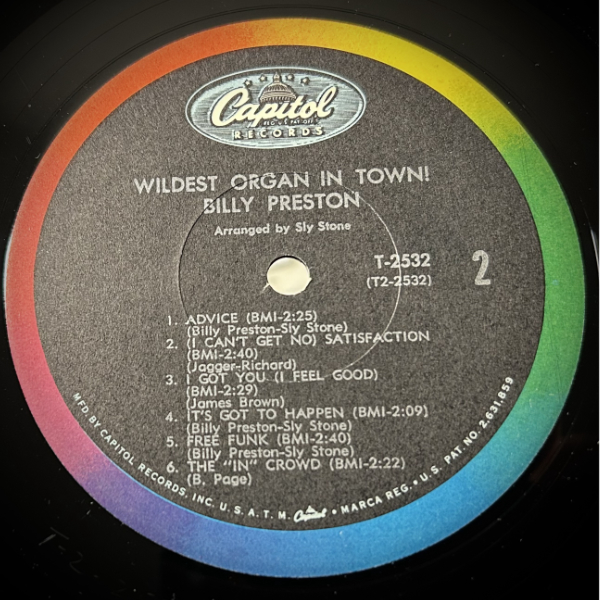 Capitol
RECORDS
WILDEST ORGAN IN TOWN!
BILLY PRESTON
Arranged by Sly Stone
T-2532
(T2-2532)
2
1. ADVICE (BMI-2:25)
(Billy Preston-Sly Stone)
2. (I CAN'T GET NO) SATISFACTION
(BMI-2:40)
(Jagger-Richard)
3. I GOT YOU (I FEEL GOOD)
(BMI-2:29)
(James Brown)
4. IT'S GOT TO HAPPEN (BMI-2:09)
(Billy Preston-Sly Stone)
5. FREE FUNK (BMI-2:40)
(Billy Preston-Sly Stone)
6. THE "IN" CROWD (BMI-2:22)
(B. Page)
MFD. BY CAPITOL RECORDS, INC. U. S. A. T. M. Capitol • MARCA REG. • U. S. PAT. NO. 2,631,859